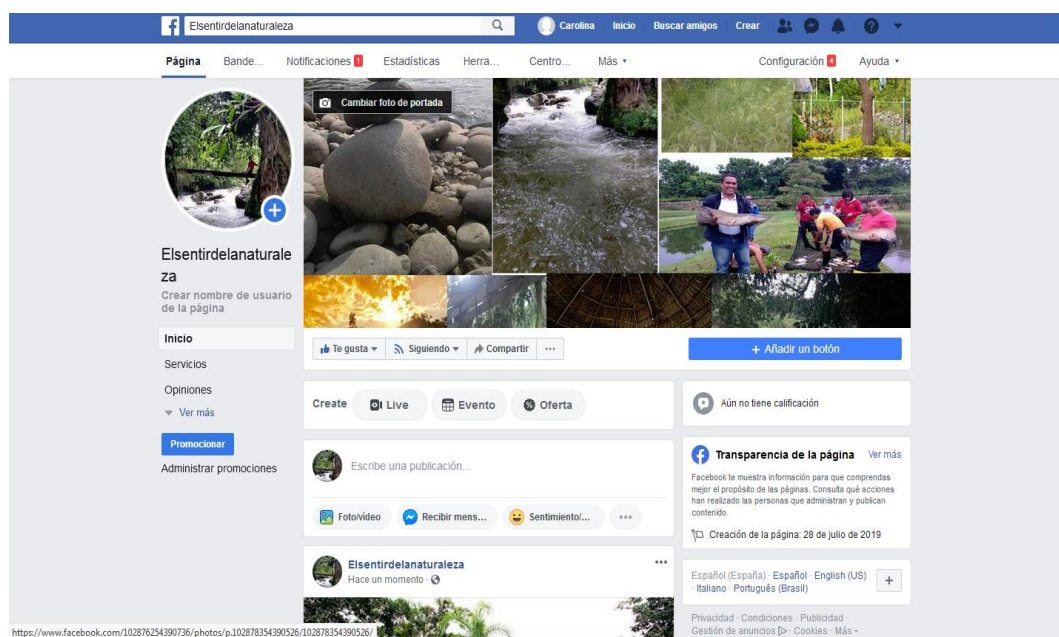 Elsentirdelanaturaleza
Carolina Inicio Buscar amigos Crear
Página Bande... Notificaciones 1 Estadísticas Herra... Centro... Más Configuración 4 Ayuda
Cambiar foto de portada
Elsentirdelanaturale
za
Crear nombre de usuario
de la página
Inicio
Servicios
Opiniones
Ver más
Promocionar
Administrar promociones
Te gusta Siguiendo Compartir ...
+ Añadir un botón
Create Live Evento Oferta
Escribe una publicación...
Foto/video Recibir mens... Sentimiento/... ...
Elsentirdelanaturaleza
Hace un momento ·
Aún no tiene calificación
Transparencia de la página Ver más
Facebook te muestra información para que comprendas
mejor el propósito de las páginas. Consulta qué acciones
han realizado las personas que administran y publican
contenido.
Creación de la página: 28 de julio de 2019
Español (España) · Español · English (US)
· Italiano · Português (Brasil)
Privacidad · Condiciones · Publicidad ·
Gestión de anuncios · Cookies · Más
https://www.facebook.com/102876254390736/photos/p.102878354390526/102878354390526/